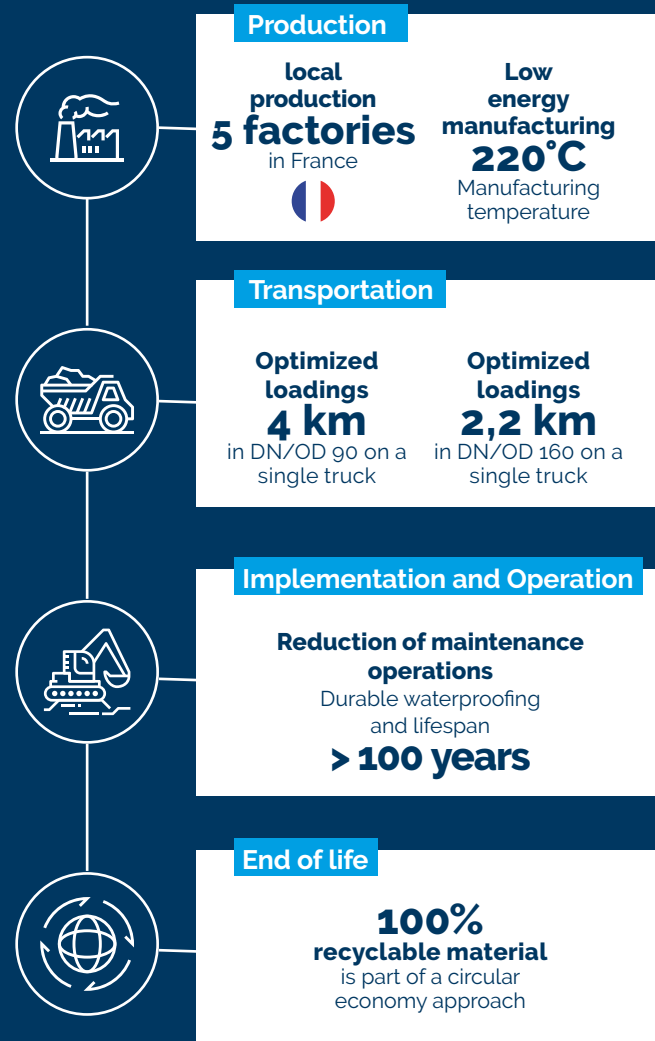 Production
local
production
5 factories
in France
Low
energy
manufacturing
220°C
Manufacturing
temperature
Transportation
Optimized
loadings
4 km
in DN/OD 90 on a
single truck
Optimized
loadings
2,2 km
in DN/OD 160 on a
single truck
Implementation and Operation
Reduction of maintenance
operations
Durable waterproofing
and lifespan
> 100 years
End of life
100%
recyclable material
is part of a circular
economy approach